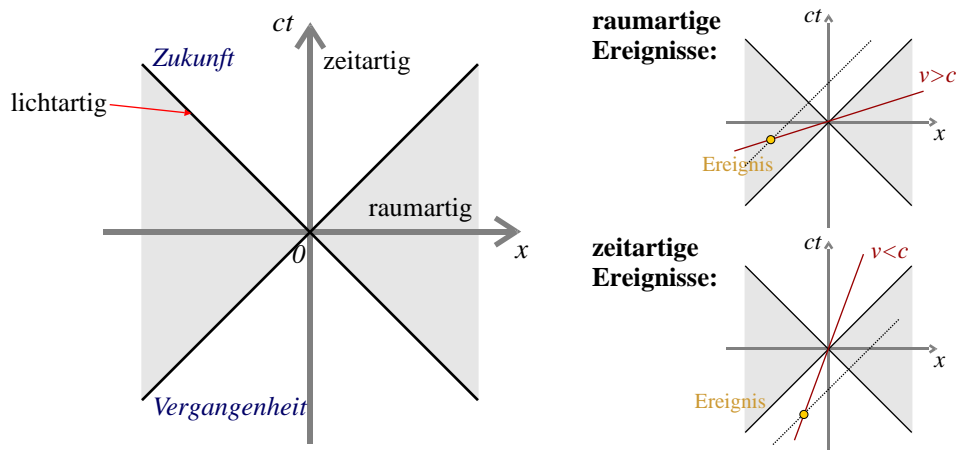 ct
Zukunft
zeitartig
lichtartig
raumartig
0
x
Vergangenheit
raumartige
Ereignisse:
ct
v>c
x
Ereignis
zeitartige
Ereignisse:
ct
v<c
x
Ereignis